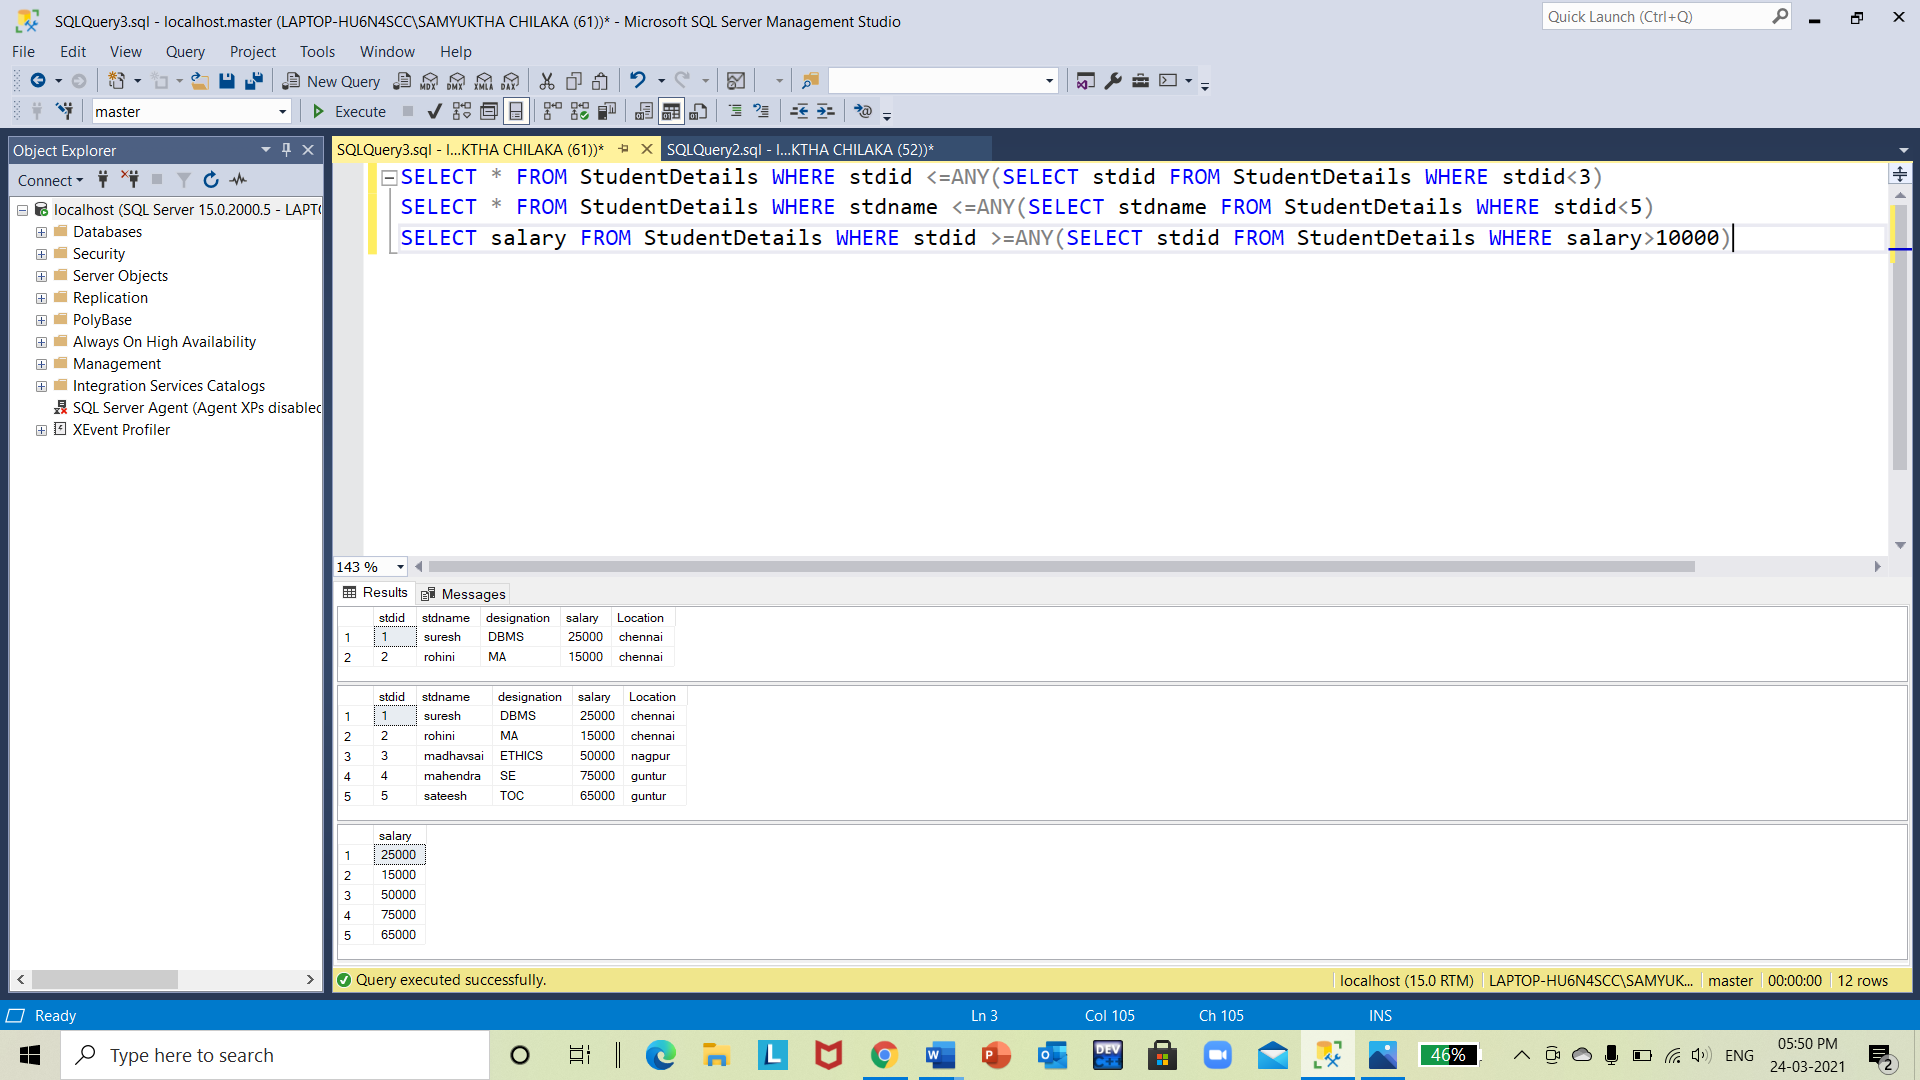 SQLQuery3.sql - localhost.master (LAPTOP-HU6N4SCC\SAMYUKTHA CHILAKA (61))* - Microsoft SQL Server Management Studio
Quick Launch (Ctrl+Q)
File Edit View Query Project Tools Window Help
New Query MDX DMX XMLA DAX
master Execute
Object Explorer
SQLQuery3.sql - l...KTHA CHILAKA (61))* SQLQuery2.sql - l...KTHA CHILAKA (52))*
Connect
localhost (SQL Server 15.0.2000.5 - LAPT(
Databases
Security
Server Objects
Replication
PolyBase
Always On High Availability
Management
Integration Services Catalogs
SQL Server Agent (Agent XPs disabled
XEvent Profiler
SELECT * FROM StudentDetails WHERE stdid <=ANY(SELECT stdid FROM StudentDetails WHERE stdid<3)
SELECT * FROM StudentDetails WHERE stdname <=ANY(SELECT stdname FROM StudentDetails WHERE stdid<5)
SELECT salary FROM StudentDetails WHERE stdid >=ANY(SELECT stdid FROM StudentDetails WHERE salary>10000)
143 %
Results Messages
stdid stdname designation salary Location
1 1 suresh DBMS 25000 chennai
2 2 rohini MA 15000 chennai
stdid stdname designation salary Location
1 1 suresh DBMS 25000 chennai
2 2 rohini MA 15000 chennai
3 3 madhavsai ETHICS 50000 nagpur
4 4 mahendra SE 75000 guntur
5 5 sateesh TOC 65000 guntur
salary
1 25000
2 15000
3 50000
4 75000
5 65000
Query executed successfully. localhost (15.0 RTM) LAPTOP-HU6N4SCC\SAMYUK... master 00:00:00 12 rows
Ready Ln 3 Col 105 Ch 105 INS
Type here to search
L
W
P
DEV C++
46%
ENG
05:50 PM
24-03-2021
2